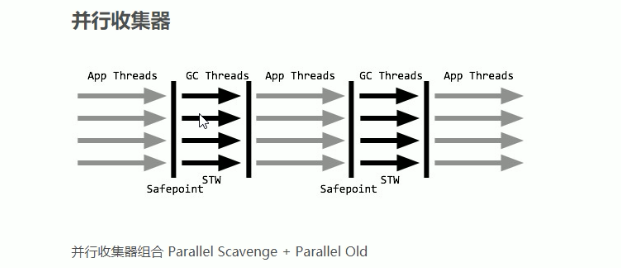 并行收集器
App Threads GC Threads App Threads GC Threads App Threads
STW STW
Safepoint Safepoint
并行收集器组合 Parallel Scavenge + Parallel Old